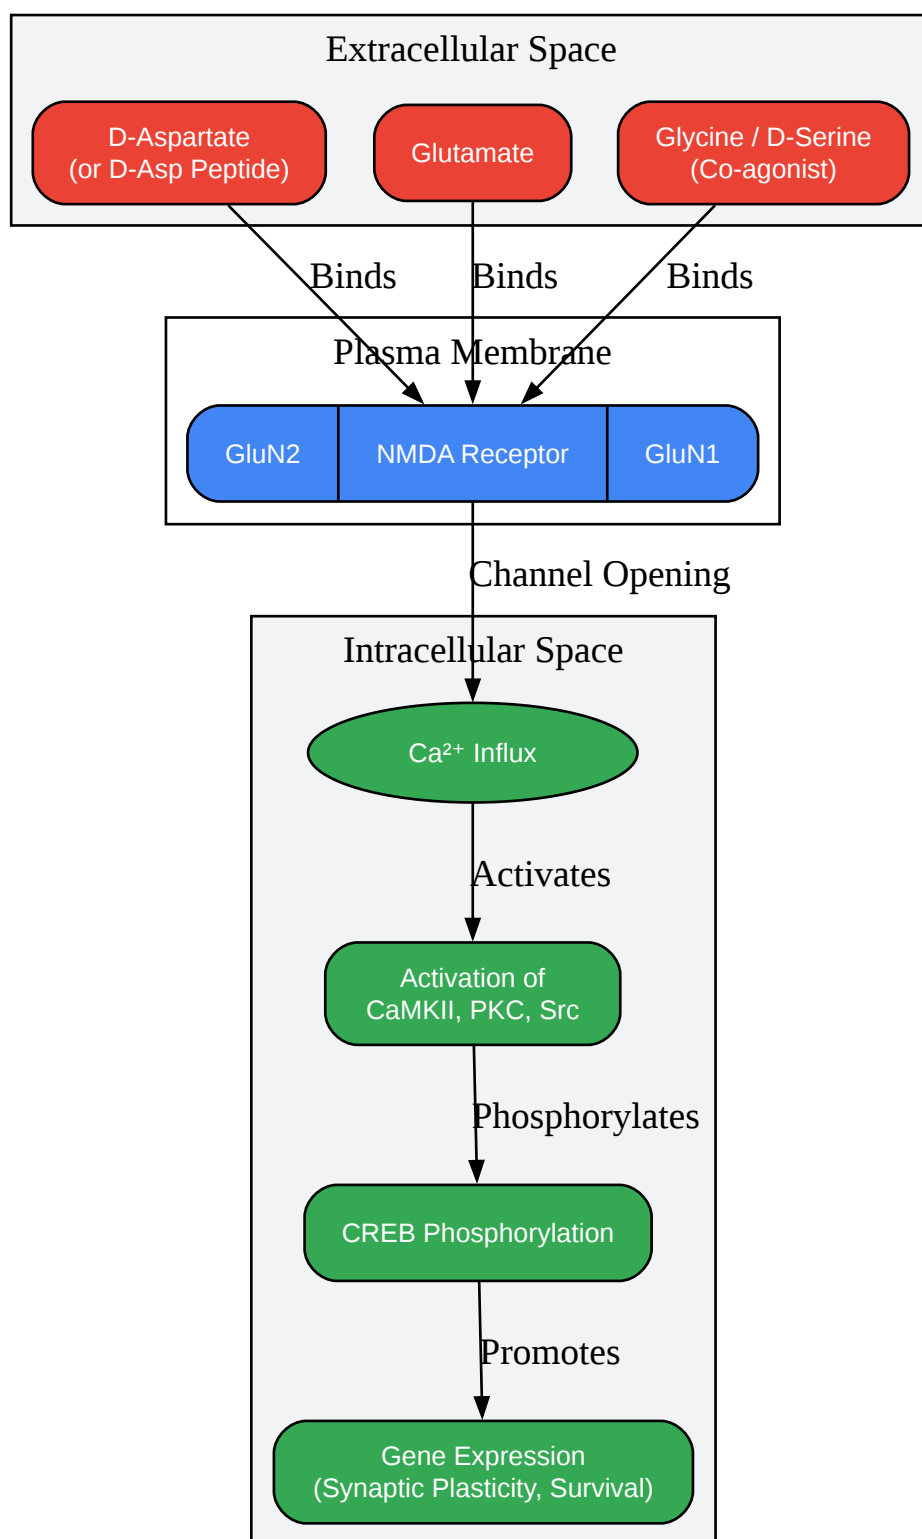 Extracellular Space
D-Aspartate
(or D-Asp Peptide)
Glutamate
Glycine / D-Serine
(Co-agonist)
Binds
Binds
Binds
Plasma Membrane
GluN2
NMDA Receptor
GluN1
Channel Opening
Intracellular Space
Ca²⁺ Influx
Activates
Activation of
CaMKII, PKC, Src
Phosphorylates
CREB Phosphorylation
Promotes
Gene Expression
(Synaptic Plasticity, Survival)